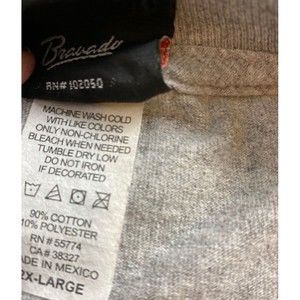 Bravado
RN# 102050
MACHINE WASH COLD
WITH LIKE COLORS
ONLY NON-CHLORINE
BLEACH WHEN NEEDED
TUMBLE DRY LOW
DO NOT IRON
IF DECORATED
90% COTTON
10% POLYESTER
RN # 55774
CA # 38327
MADE IN MEXICO
2X-LARGE